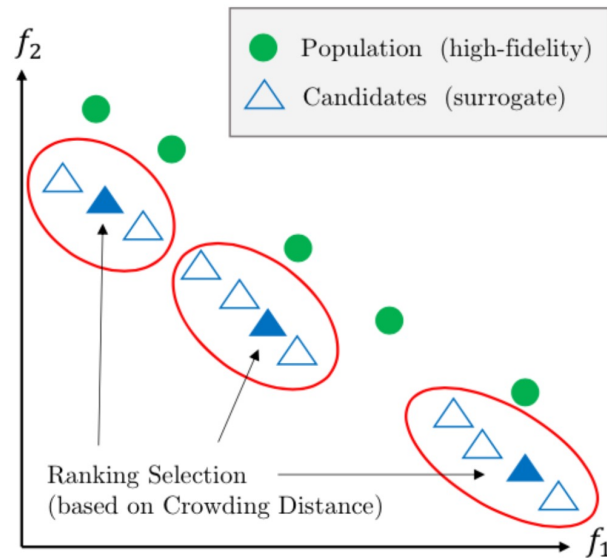 f₂
Population (high-fidelity)
Candidates (surrogate)
Ranking Selection
(based on Crowding Distance)
f₁